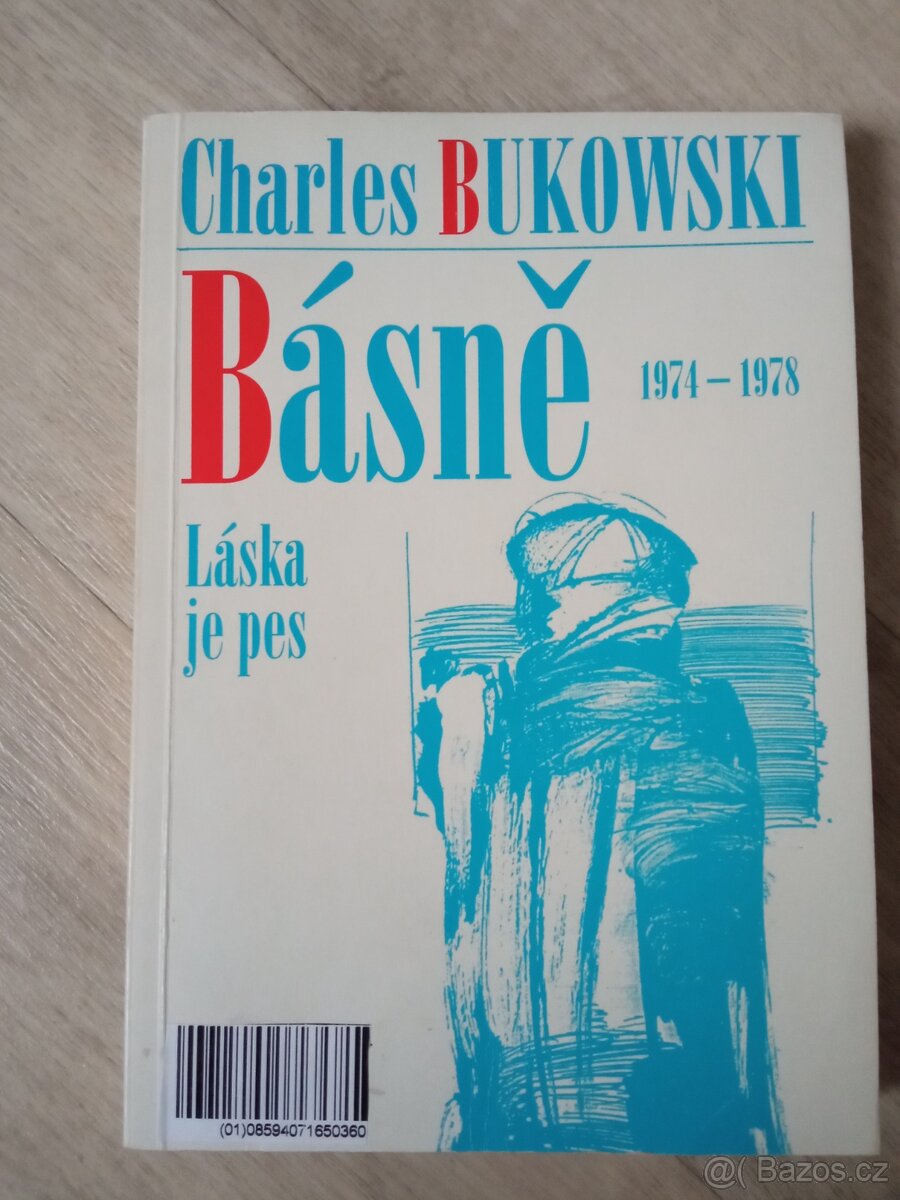 Charles BUKOWSKI
Básně
1974 – 1978
Láska
je pes
(01)08594071650360
@( Bazos.cz